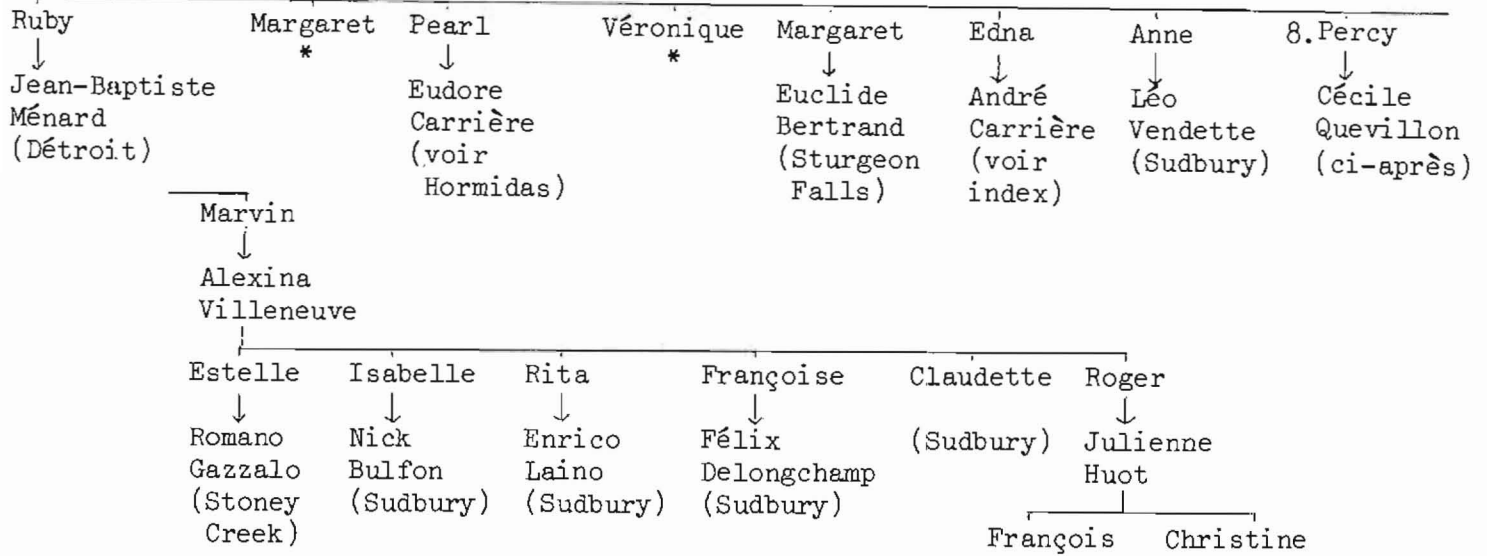 Ruby Margaret Pearl Véronique Margaret Edna Anne 8.Percy
* *
Jean-Baptiste Eudore Euclide André Léo Cécile
Ménard Carrière Bertrand Carrière Vendette Quevillon
(Détroit) (voir (Sturgeon (voir (Sudbury) (ci-après)
Hormidas) Falls) index)
Marvin
Alexina
Villeneuve
Estelle Isabelle Rita Françoise Claudette Roger
Romano Nick Enrico Félix (Sudbury) Julienne
Gazzalo Bulfon Laino Delongchamp Huot
(Stoney (Sudbury) (Sudbury) (Sudbury)
Creek)
François Christine